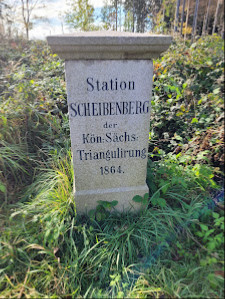 Station
SCHEIBENBERG
der
Kön: Sächs:
Triangulirung
1864.